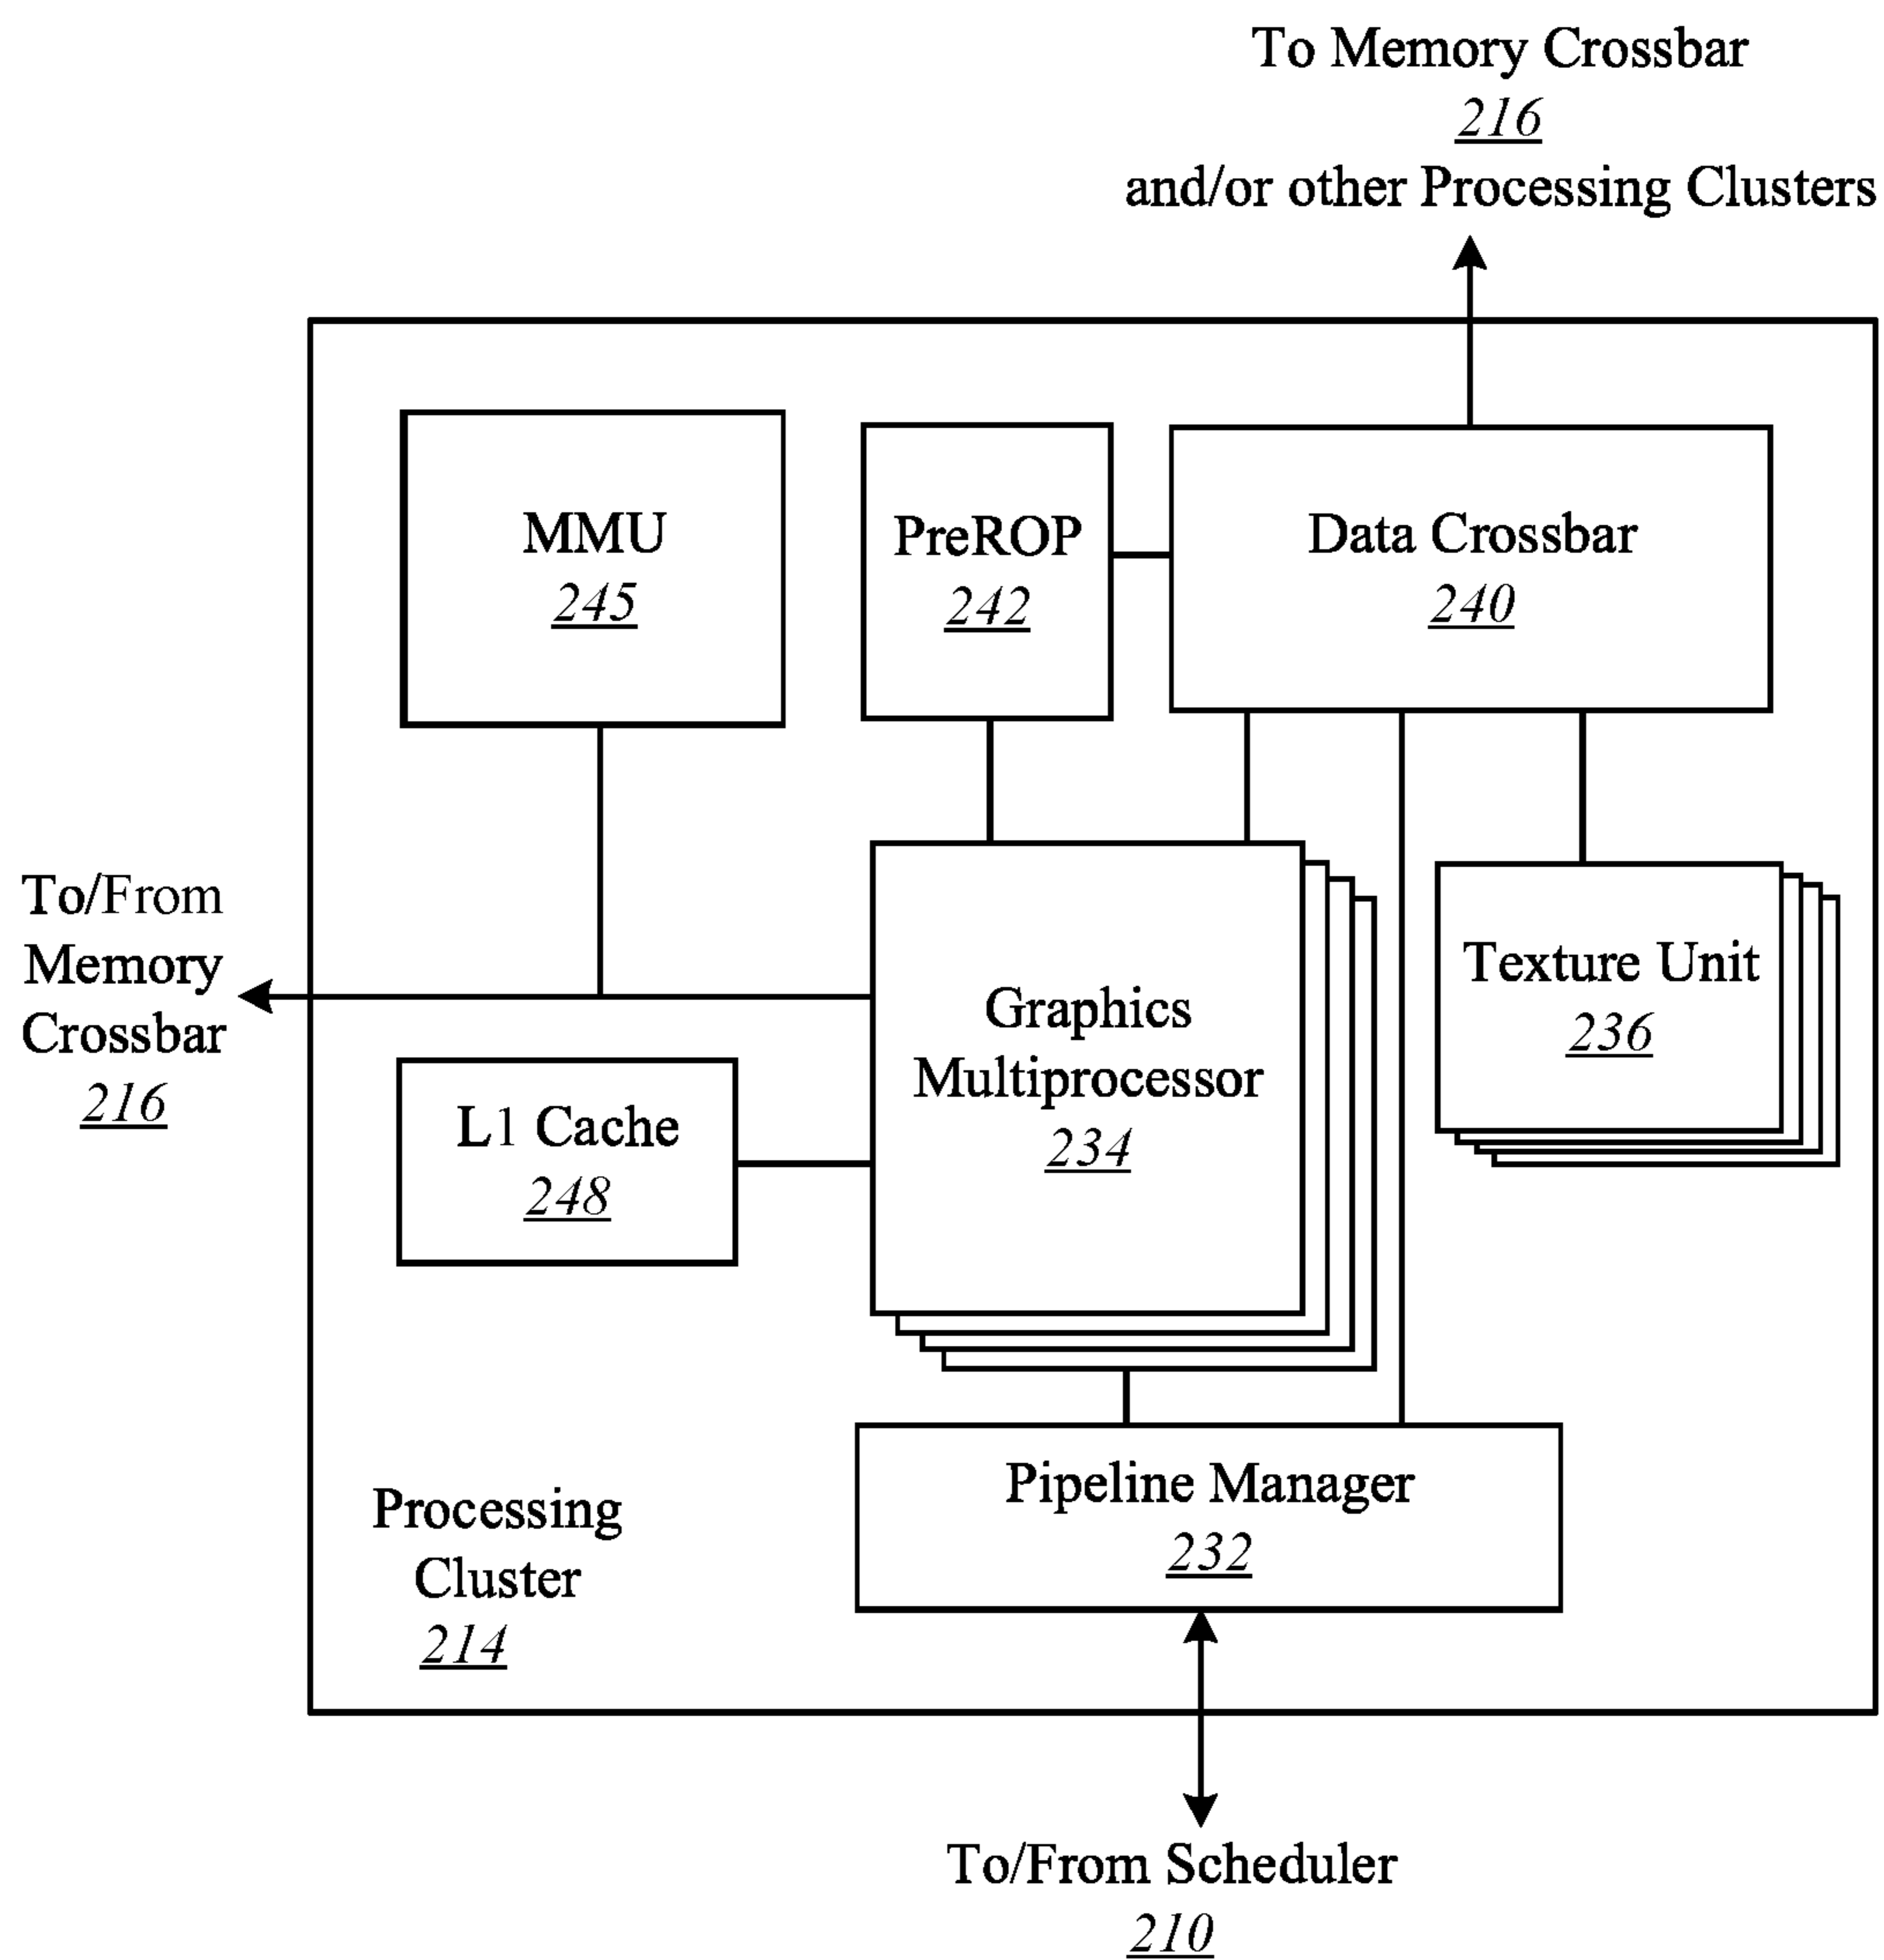 To Memory Crossbar
216
and/or other Processing Clusters
MMU
245
PreROP
242
Data Crossbar
240
To/From
Memory
Crossbar
216
Graphics
Multiprocessor
234
Texture Unit
236
L1 Cache
248
Pipeline Manager
232
Processing
Cluster
214
To/From Scheduler
210